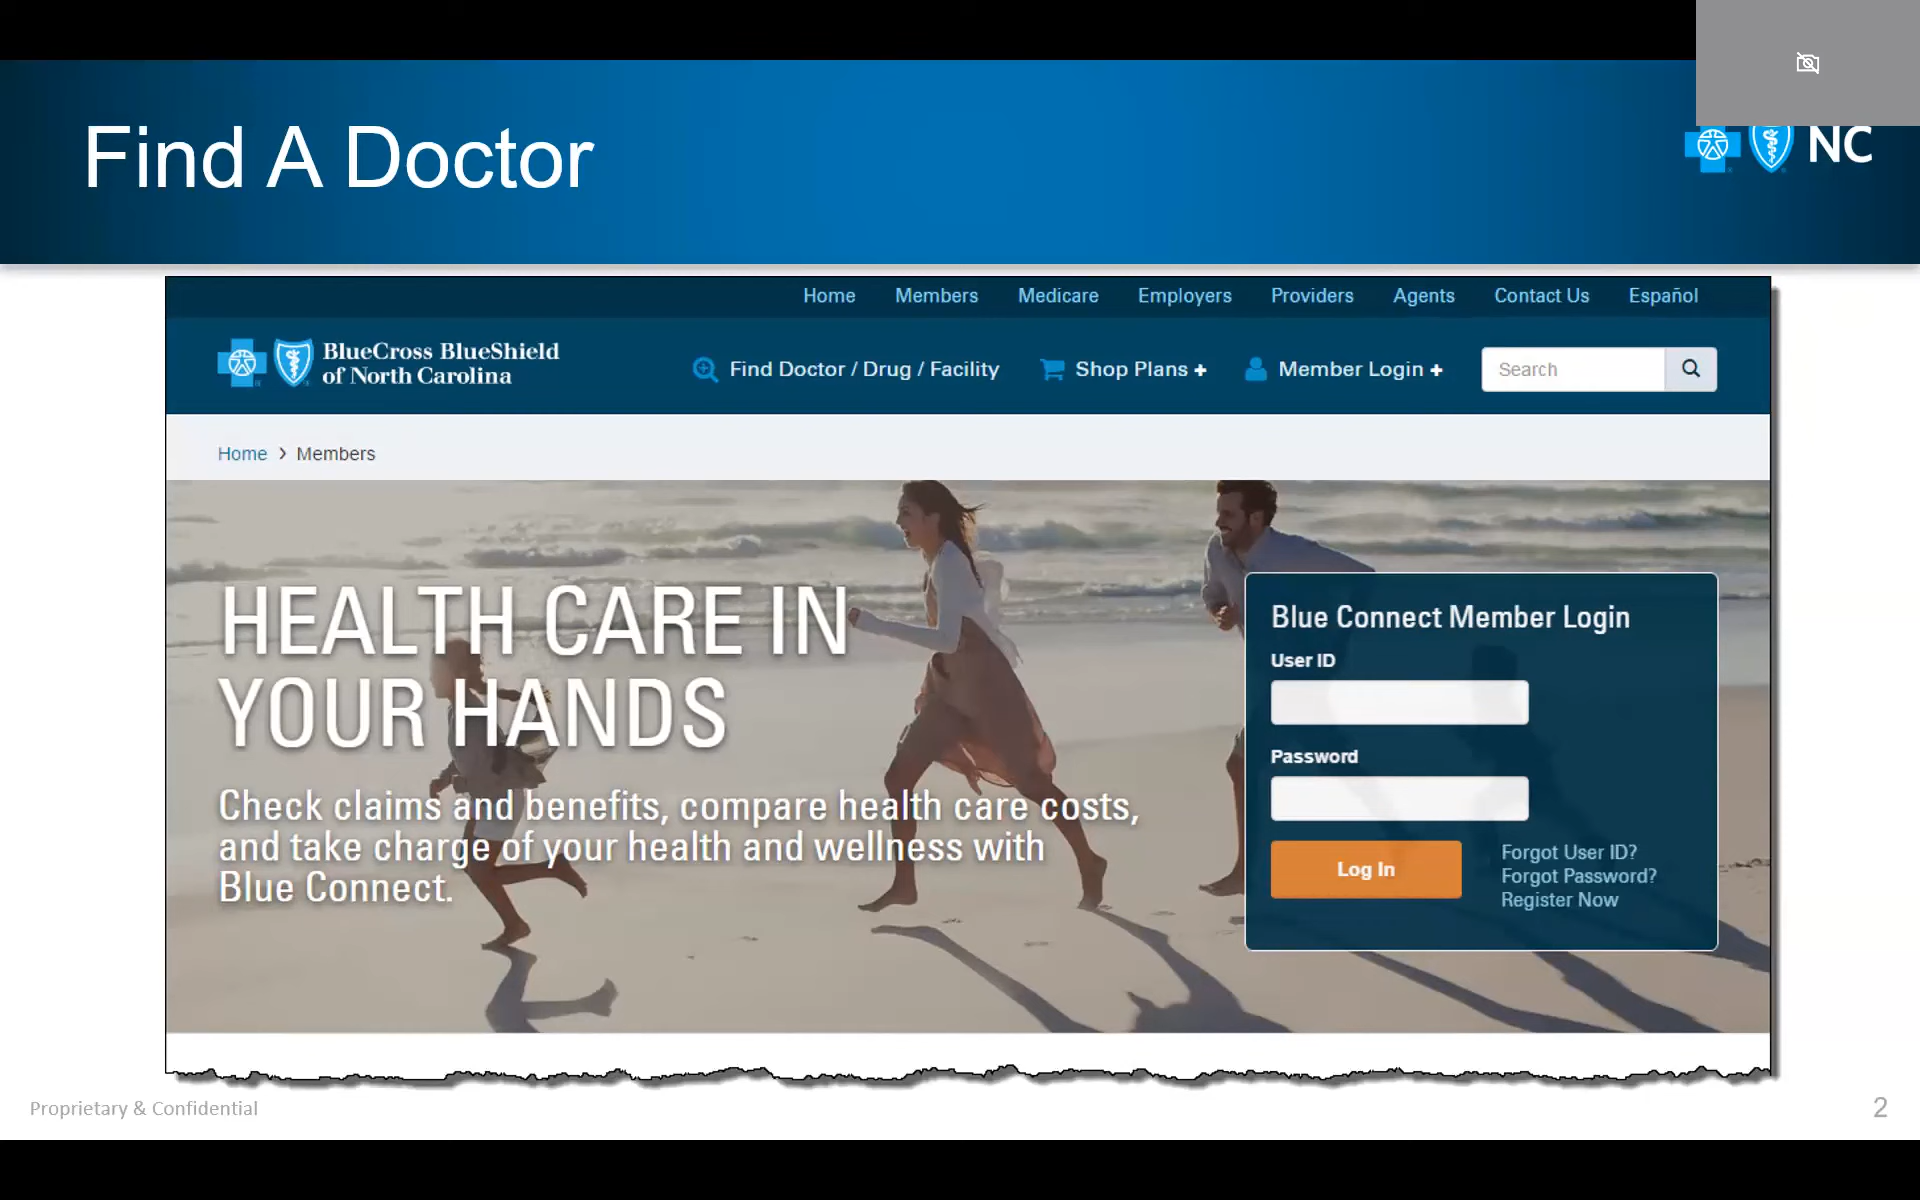 Find A Doctor
NC
Home Members Medicare Employers Providers Agents Contact Us Español
BlueCross BlueShield
of North Carolina
Find Doctor / Drug / Facility Shop Plans + Member Login + Search
Home > Members
HEALTH CARE IN
YOUR HANDS
Check claims and benefits, compare health care costs,
and take charge of your health and wellness with
Blue Connect.
Blue Connect Member Login
User ID
Password
Log In
Forgot User ID?
Forgot Password?
Register Now
Proprietary & Confidential
2